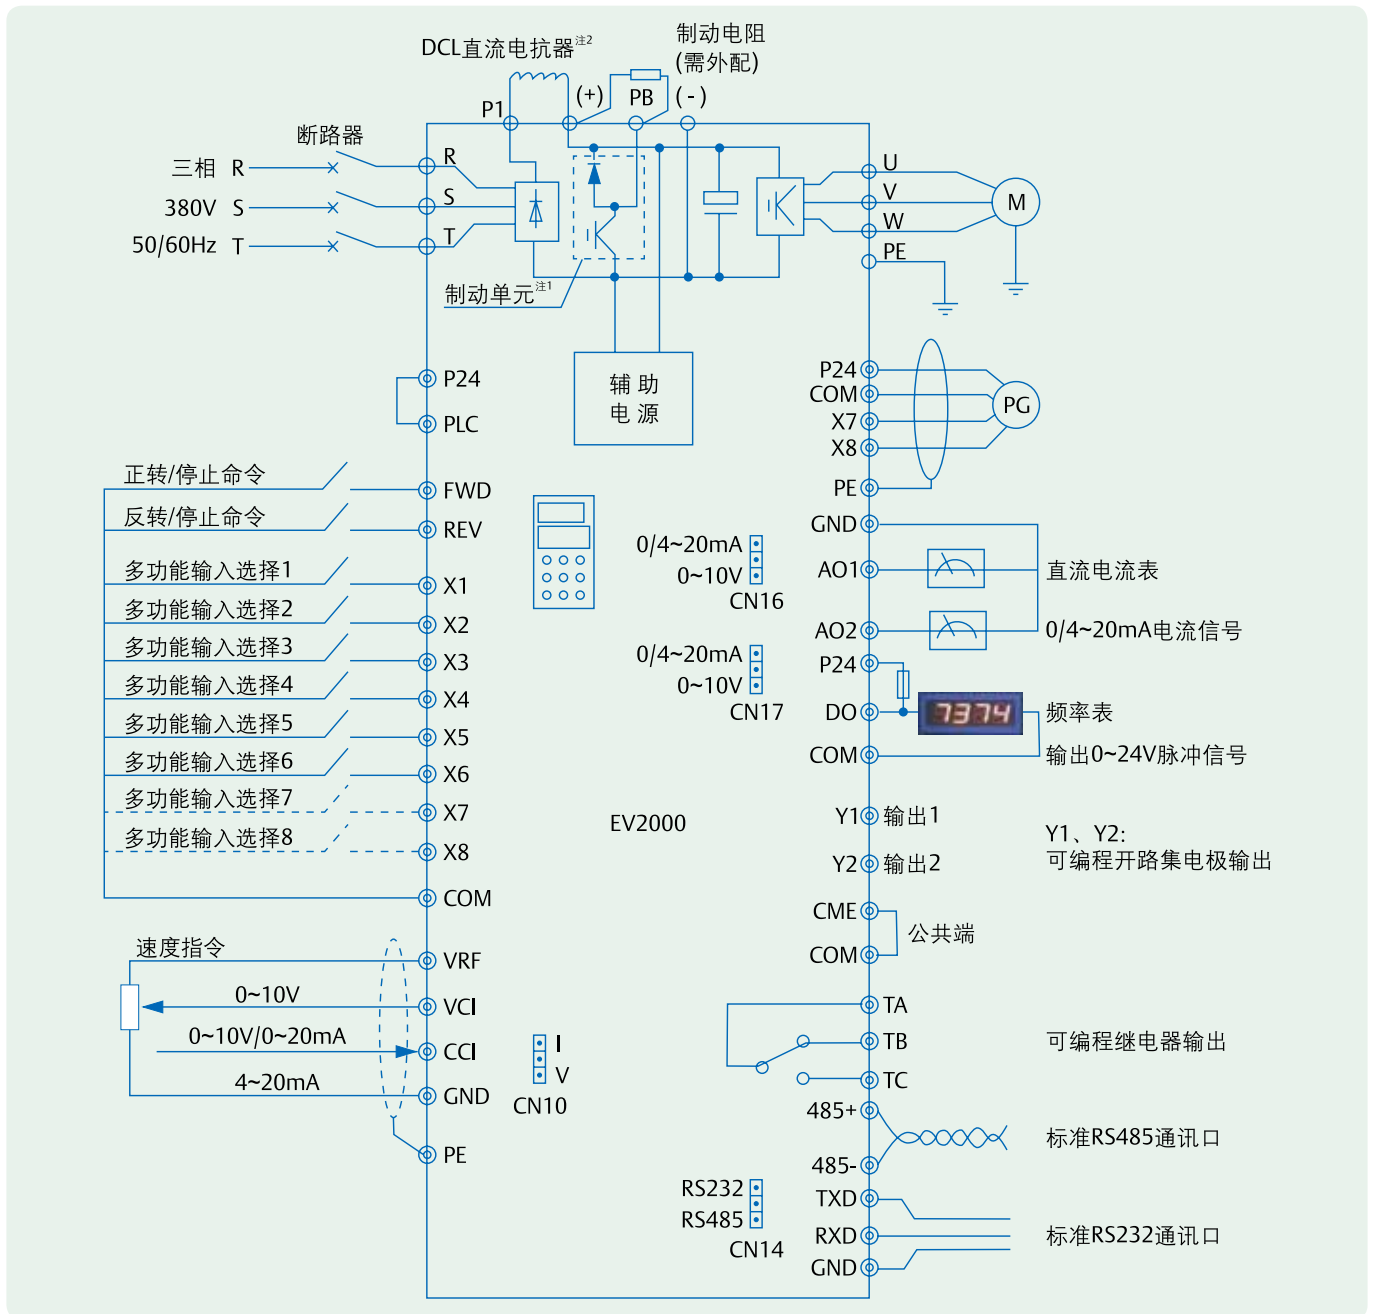 DCL直流电抗器注2
制动电阻
(需外配)
P1
(+)
PB
(-)
断路器
三相 R
R
380V S
S
50/60Hz T
T
制动单元注1
U
V
W
PE
M
辅助
电源
P24
PLC
P24
COM
X7
X8
PE
PG
正转/停止命令
FWD
反转/停止命令
REV
多功能输入选择1
X1
多功能输入选择2
X2
多功能输入选择3
X3
多功能输入选择4
X4
多功能输入选择5
X5
多功能输入选择6
X6
多功能输入选择7
X7
多功能输入选择8
X8
COM
0/4~20mA
0~10V
CN16
0/4~20mA
0~10V
CN17
EV2000
GND
AO1
直流电流表
AO2
0/4~20mA电流信号
P24
DO
7374
频率表
COM
输出0~24V脉冲信号
Y1
输出1
Y2
输出2
Y1、Y2:
可编程开路集电极输出
CME
COM
公共端
速度指令
VRF
0~10V
VCI
0~10V/0~20mA
CCI
4~20mA
GND
PE
I
V
CN10
TA
TB
TC
可编程继电器输出
485+
485-
标准RS485通讯口
RS232
RS485
CN14
TXD
RXD
GND
标准RS232通讯口